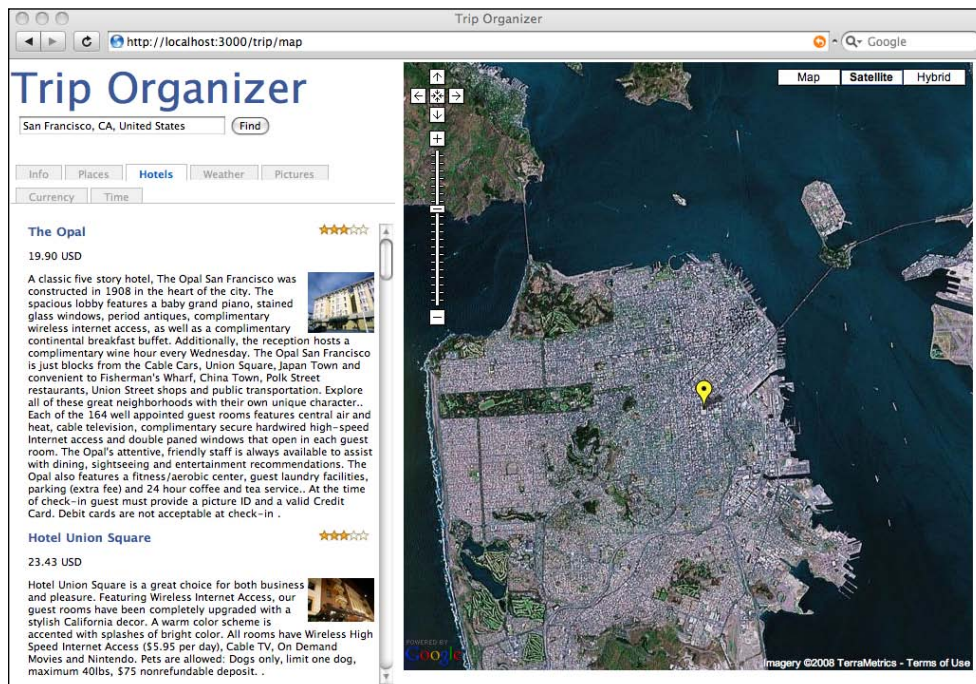 Trip Organizer
http://localhost:3000/trip/map
Google
Trip Organizer
San Francisco, CA, United States
Find
Info Places Hotels Weather Pictures
Currency Time
The Opal
19.90 USD
A classic five story hotel, The Opal San Francisco was
constructed in 1908 in the heart of the city. The
spacious lobby features a baby grand piano, stained
glass windows, period antiques, complimentary
wireless internet access, as well as a complimentary
continental breakfast buffet. Additionally, the reception hosts a
complimentary wine hour every Wednesday. The Opal San Francisco
is just blocks from the Cable Cars, Union Square, Japan Town and
convenient to Fisherman's Wharf, China Town, Polk Street
restaurants, Union Street shops and public transportation. Explore
all of these great neighborhoods with their own unique character..
Each of the 164 well appointed guest rooms features central air and
heat, cable television, complimentary secure hardwired high-speed
Internet access and double paned windows that open in each guest
room. The Opal's attentive, friendly staff is always available to assist
with dining, sightseeing and entertainment recommendations. The
Opal also features a fitness/aerobic center, guest laundry facilities,
parking (extra fee) and 24 hour coffee and tea service.. At the time
of check-in guest must provide a picture ID and a valid Credit
Card. Debit cards are not acceptable at check-in .
Hotel Union Square
23.43 USD
Hotel Union Square is a great choice for both business
and pleasure. Featuring Wireless Internet Access, our
guest rooms have been completely upgraded with a
stylish California decor. A warm color scheme is
accented with splashes of bright color. All rooms have Wireless High
Speed Internet Access ($5.95 per day), Cable TV, On Demand
Movies and Nintendo. Pets are allowed: Dogs only, limit one dog,
maximum 40lbs, $75 nonrefundable deposit. .
Map Satellite Hybrid
POWERED BY
Google
Imagery ©2008 TerraMetrics - Terms of Use